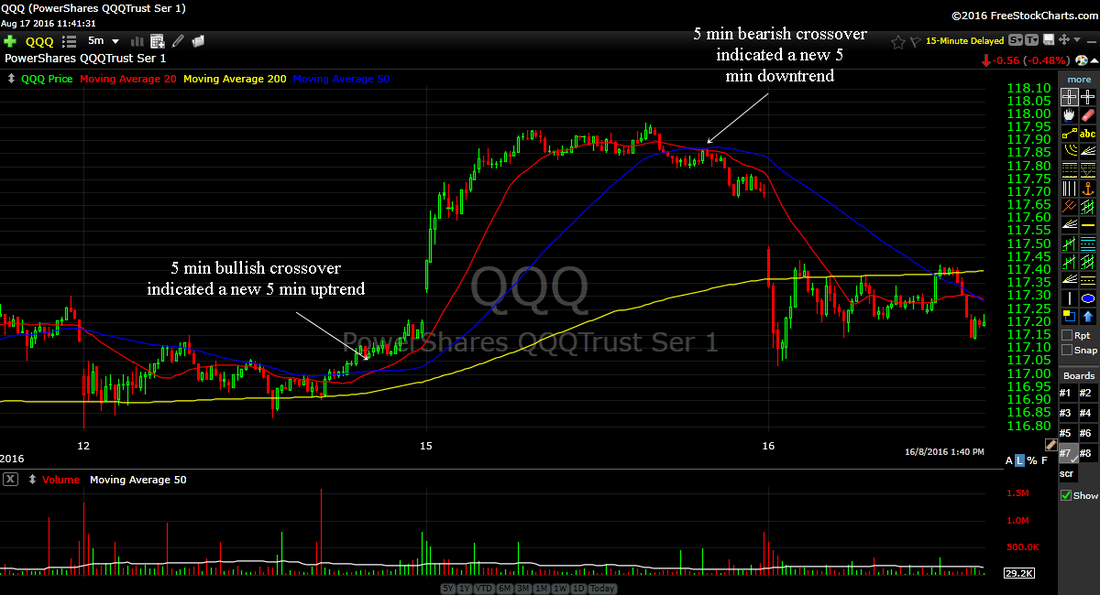 QQQ (PowerShares QQQTrust Ser 1)
Aug 17 2016 11:41:31
©2016 FreeStockCharts.com
QQQ 5m
15-Minute Delayed
S T
PowerShares QQQTrust Ser 1
-0.56 (-0.48%)
QQQ Price Moving Average 20 Moving Average 200 Moving Average 50
5 min bearish crossover
indicated a new 5
min downtrend
5 min bullish crossover
indicated a new 5 min uptrend
QQQ
PowerShares QQQTrust Ser 1
118.10
118.05
118.00
117.95
117.90
117.85
117.80
117.75
117.70
117.65
117.60
117.55
117.50
117.45
117.40
117.35
117.30
117.25
117.20
117.15
117.10
117.05
117.00
116.95
116.90
116.85
116.80
12 15 16
2016
16/8/2016 1:40 PM
A L % F
X Volume Moving Average 50
1.5M
1.0M
500.0K
29.2K
5Y 1Y YTD 6M 3M 1M 1W 1D Today
more
abc
Rpt
Snap
Boards
#1 #2
#3 #4
#5 #6
#7 #8
scr
Show